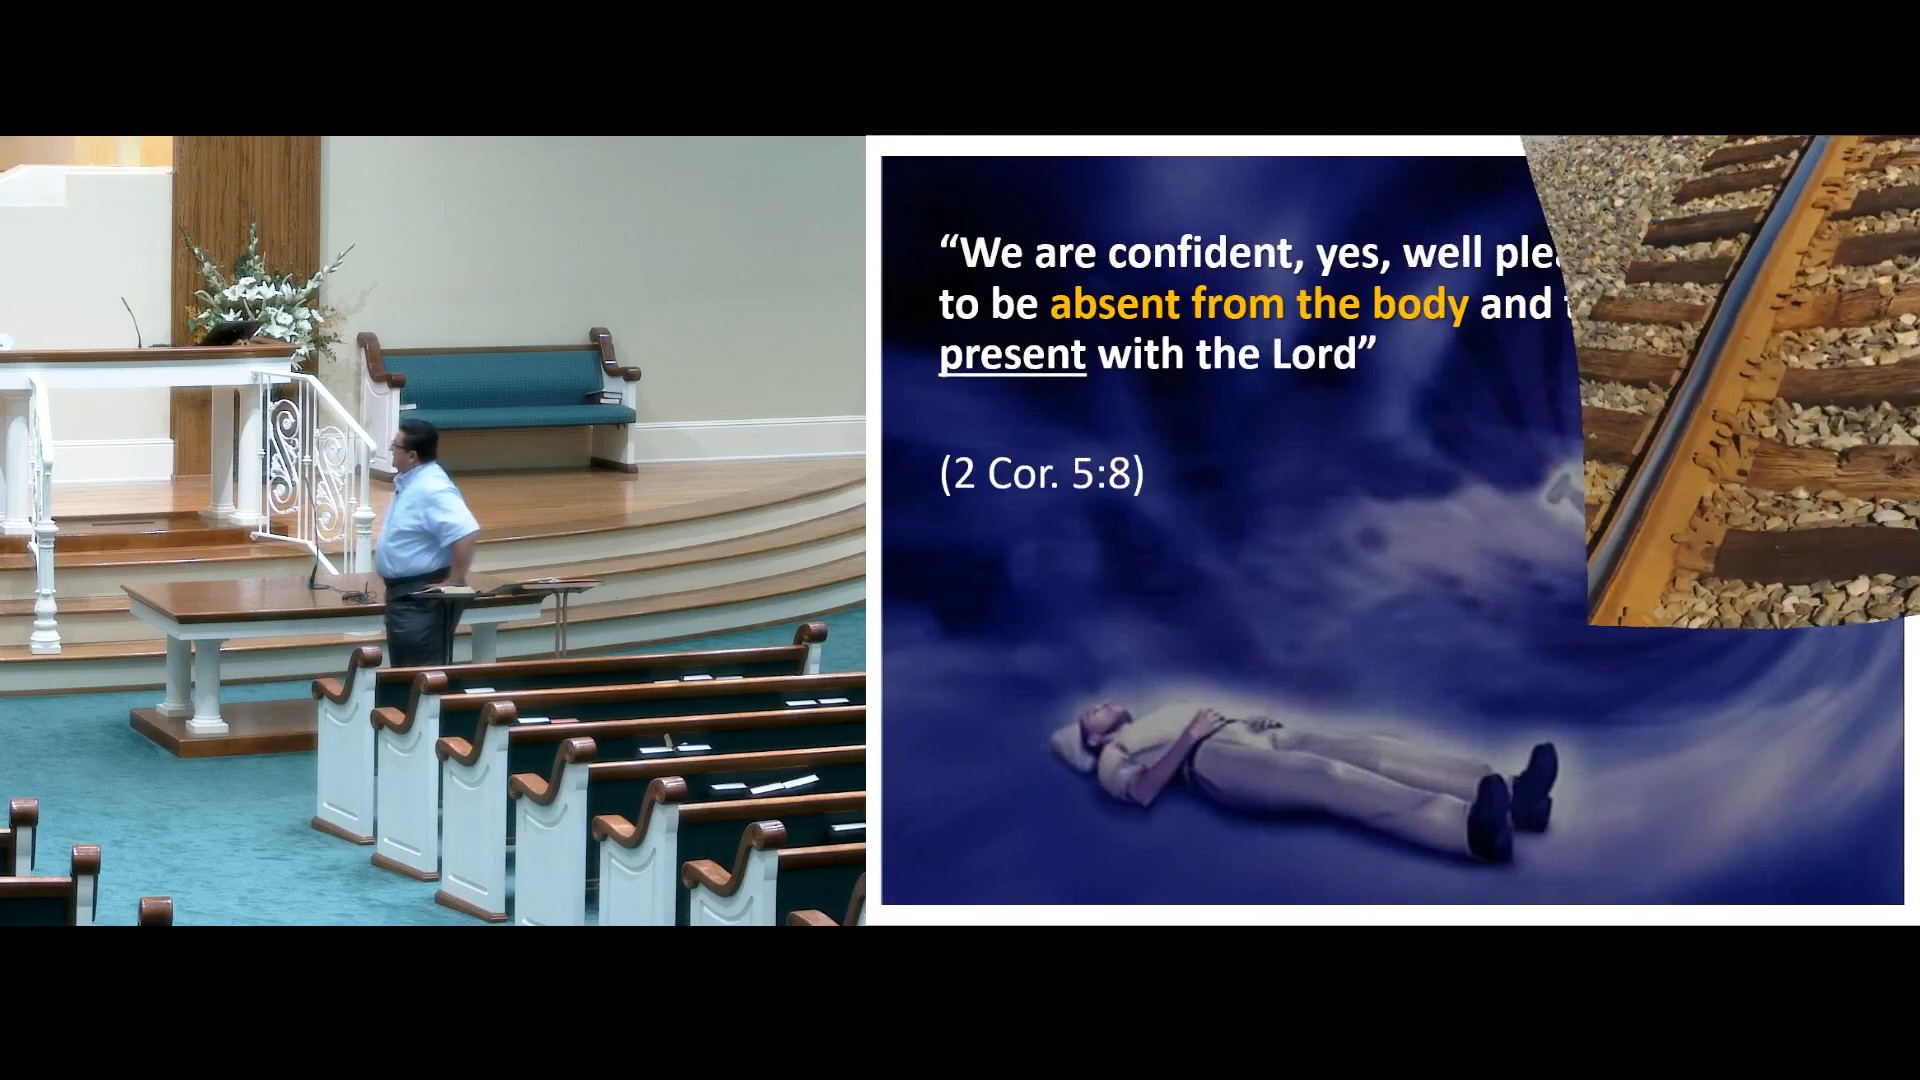 “We are confident, yes, well
to be absent from the body and
present with the Lord”
(2 Cor. 5:8)